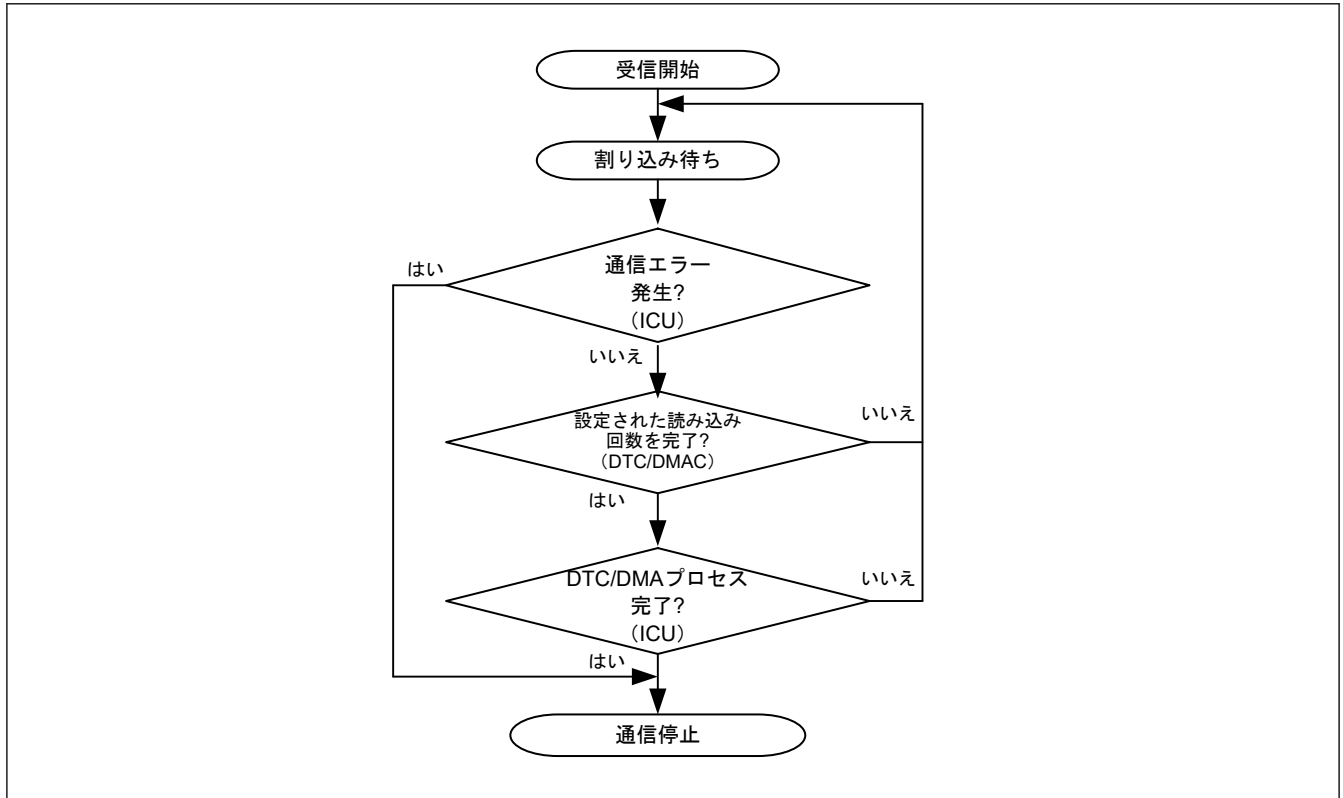 受信開始
割り込み待ち
はい
通信エラー
発生?
（ICU）
いいえ
設定された読み込み
回数を完了?
（DTC/DMAC）
いいえ
はい
DTC/DMAプロセス
完了?
（ICU）
いいえ
はい
通信停止